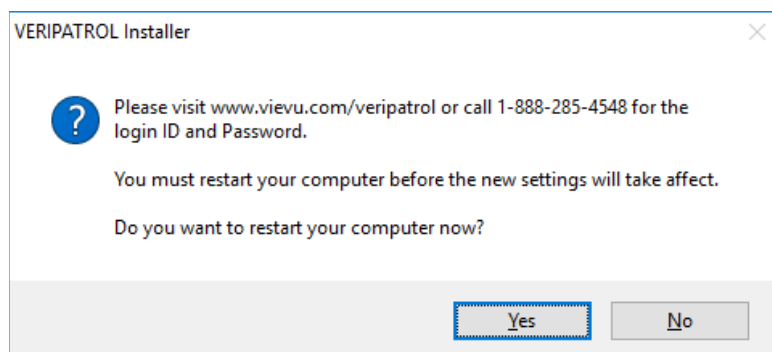 VERIPATROL Installer
Please visit www.vievu.com/veripatrol or call 1-888-285-4548 for the
login ID and Password.
You must restart your computer before the new settings will take affect.
Do you want to restart your computer now?
Yes
No